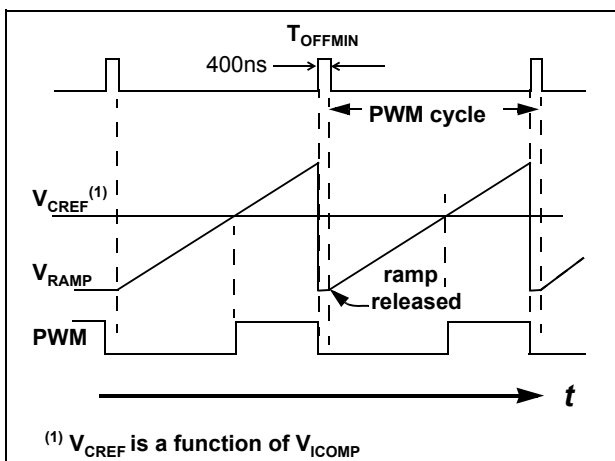 T_OFFMIN
400ns
PWM cycle
V_CREF^(1)
V_RAMP
ramp
released
PWM
t
(1) V_CREF is a function of V_ICOMP